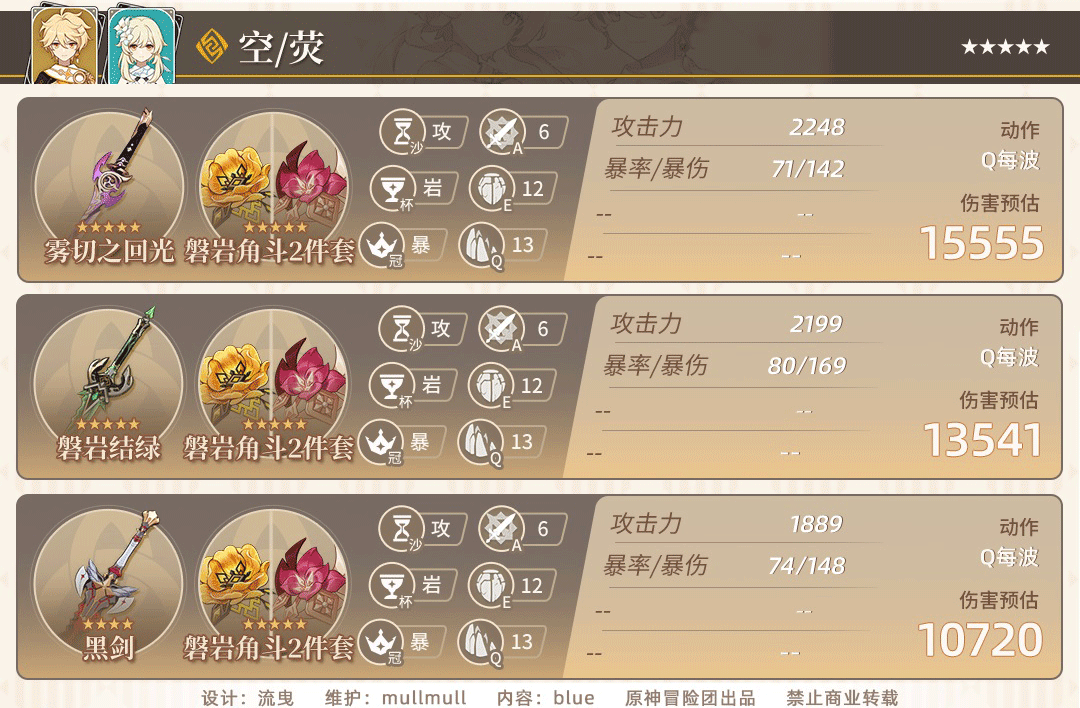 空/荧
★★★★★
雾切之回光
★★★★★
磐岩角斗2件套
★★★★★
沙 攻
A 6
杯 岩
E 12
冠 暴
Q 13
攻击力 2248
暴率/暴伤 71/142
-- --
-- --
动作
Q每波
伤害预估
15555
★★★★★
磐岩结绿
★★★★★
磐岩角斗2件套
沙 攻
A 6
杯 岩
E 12
冠 暴
Q 13
攻击力 2199
暴率/暴伤 80/169
-- --
-- --
动作
Q每波
伤害预估
13541
★★★★
黑剑
★★★★★
磐岩角斗2件套
沙 攻
A 6
杯 岩
E 12
冠 暴
Q 13
攻击力 1889
暴率/暴伤 74/148
-- --
-- --
动作
Q每波
伤害预估
10720
设计：流曳 维护：mullmull 内容：blue 原神冒险团出品 禁止商业转载